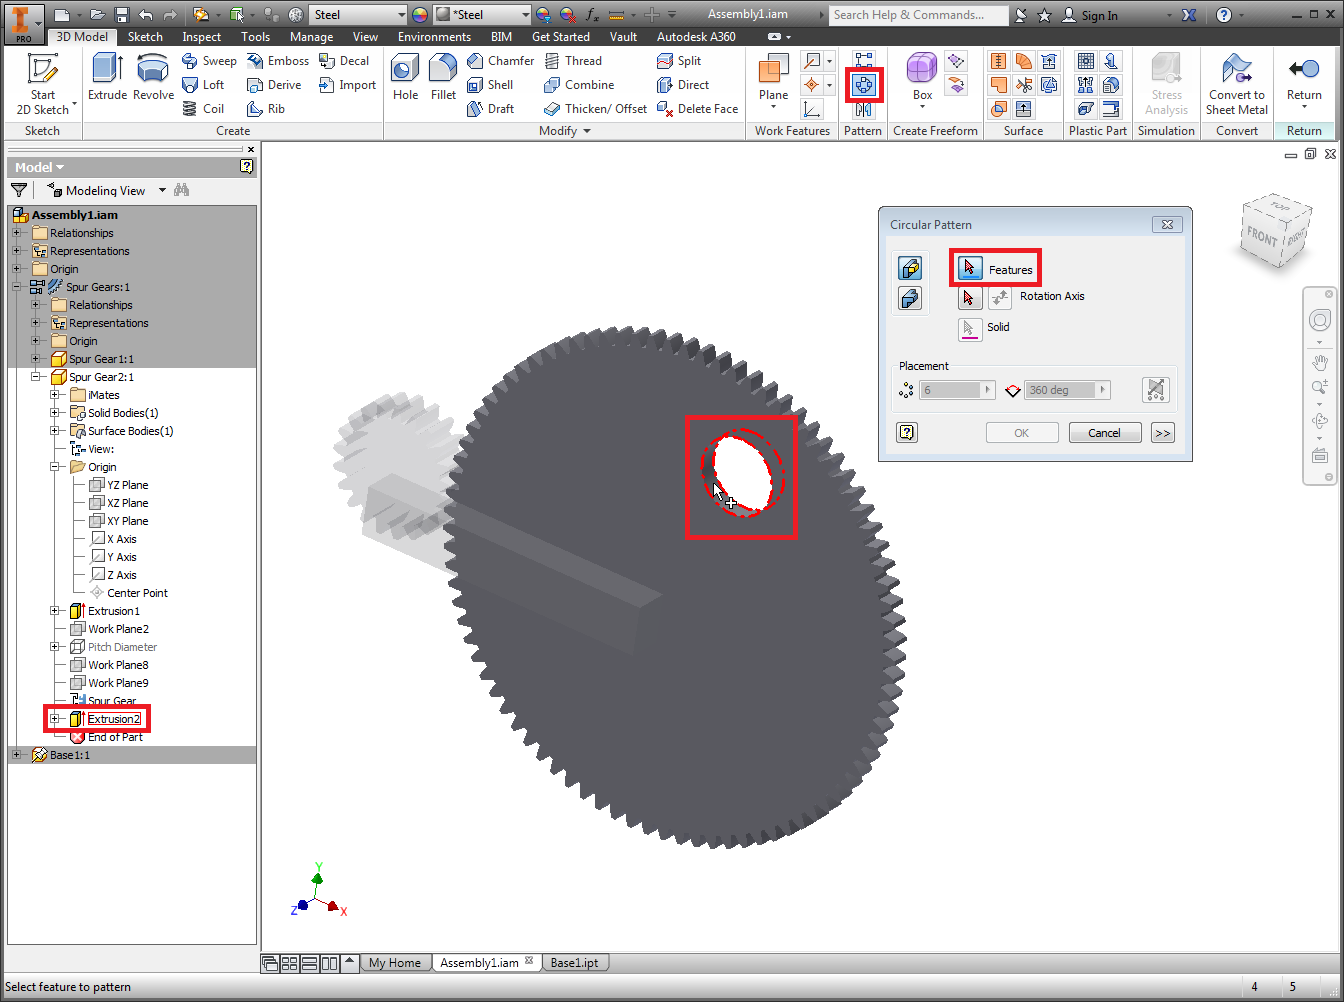 PRO
Steel
*Steel
fx
Assembly1.iam
Search Help & Commands...
Sign In
3D Model
Sketch
Inspect
Tools
Manage
View
Environments
BIM
Get Started
Vault
Autodesk A360
Start
2D Sketch
Extrude
Revolve
Sweep
Loft
Coil
Emboss
Derive
Rib
Decal
Import
Hole
Fillet
Chamfer
Shell
Draft
Thread
Combine
Thicken/ Offset
Split
Direct
Delete Face
Plane
Box
Stress
Analysis
Convert to
Sheet Metal
Return
Sketch
Create
Modify
Work Features
Pattern
Create Freeform
Surface
Plastic Part
Simulation
Convert
Return
Model
Modeling View
Assembly1.iam
Relationships
Representations
Origin
Spur Gears:1
Relationships
Representations
Origin
Spur Gear1:1
Spur Gear2:1
iMates
Solid Bodies(1)
Surface Bodies(1)
View:
Origin
YZ Plane
XZ Plane
XY Plane
X Axis
Y Axis
Z Axis
Center Point
Extrusion1
Work Plane2
Pitch Diameter
Work Plane8
Work Plane9
Spur Gear
Extrusion2
End of Part
Base1:1
TOP
FRONT
RIGHT
Circular Pattern
Features
Rotation Axis
Solid
Placement
6
360 deg
OK
Cancel
>>
Y
Z
X
My Home
Assembly1.iam
Base1.ipt
Select feature to pattern
4
5